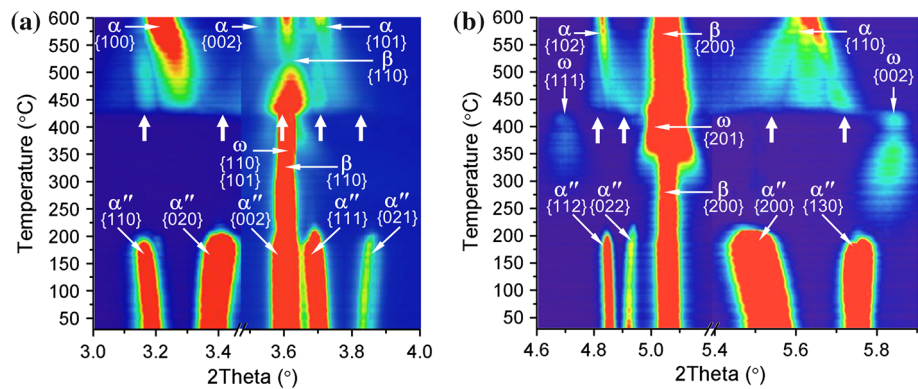 (a)
600
550
500
450
400
350
300
250
200
150
100
50
Temperature (°C)
α
{100}
α
{002}
α
{101}
β
{110}
ω
{110}
{101}
β
{110}
α″
{110}
α″
{020}
α″
{002}
α″
{111}
α″
{021}
3.0 3.2 3.4 3.6 3.8 4.0
2Theta (°)
(b)
600
550
500
450
400
350
300
250
200
150
100
50
Temperature (°C)
α
{102}
β
{200}
α
{110}
ω
{111}
ω
{002}
ω
{201}
β
{200}
α″
{112}
α″
{022}
α″
{200}
α″
{130}
4.6 4.8 5.0 5.4 5.6 5.8
2Theta (°)